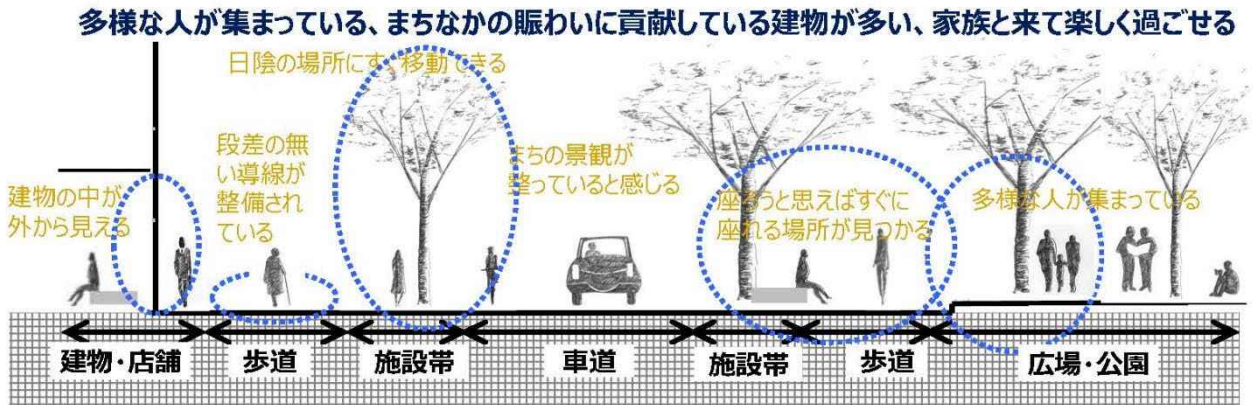 多様な人が集まっている、まちなかの賑わいに貢献している建物が多い、家族と来て楽しく過ごせる
日陰の場所にすぐ移動できる
建物の中が
外から見える
段差の無
い導線が
整備され
ている
まちの景観が
整っていると感じる
座ろうと思えばすぐに
座れる場所が見つかる
多様な人が集まっている
建物・店舗
歩道
施設帯
車道
施設帯
歩道
広場・公園